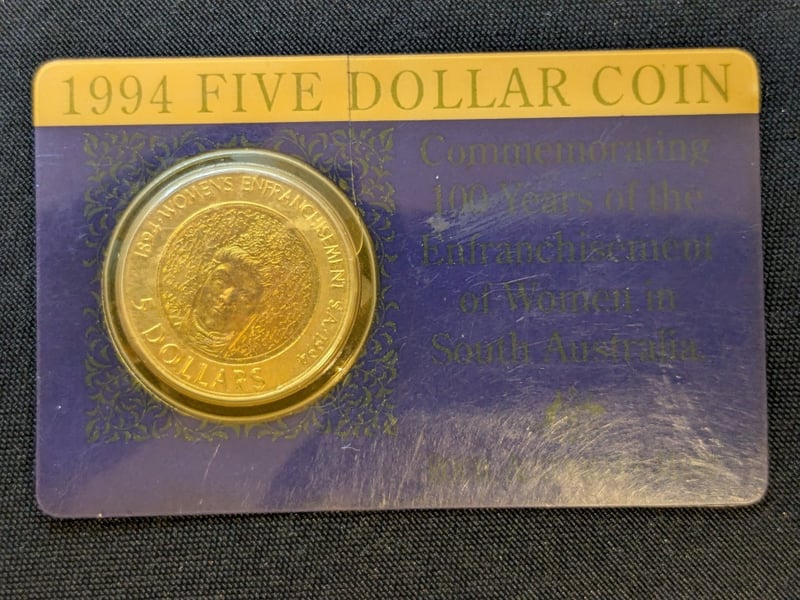 1994 FIVE DOLLAR COIN
Commemorating
100 Years of the
Enfranchisement
of Women in
South Australia
1894·WOMEN'S ENFRANCHISEMENT S.A·1994
5 DOLLARS